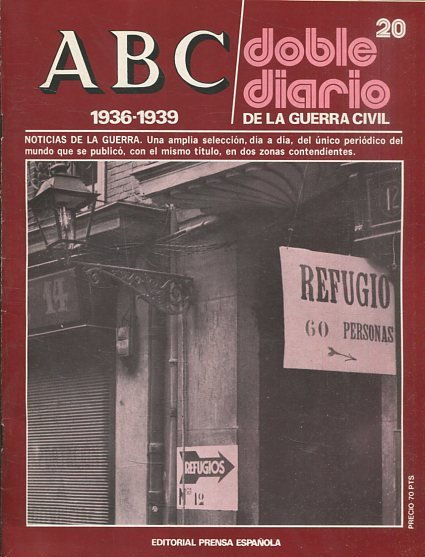 ABC
doble
diario
20
1936-1939
DE LA GUERRA CIVIL
NOTICIAS DE LA GUERRA. Una amplia selección, día a día, del único periódico del
mundo que se publicó, con el mismo título, en dos zonas contendientes.
14
12
REFUGIO
60 PERSONAS
REFUGIOS
Nº 12
PRECIO 70 PTS.
EDITORIAL PRENSA ESPAÑOLA